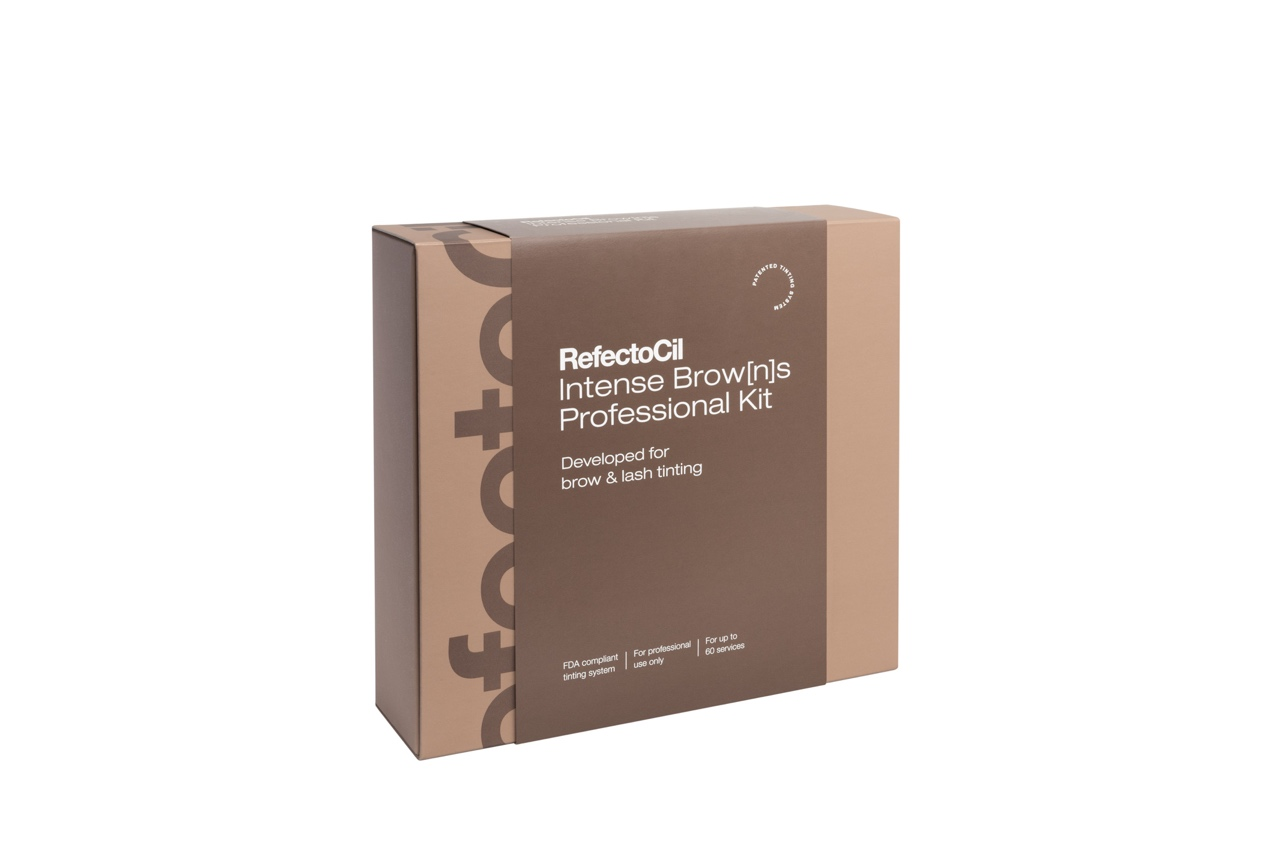 PATENTED TINTING SYSTEM
RefectoCil
Intense Brow[n]s
Professional Kit
Developed for
brow & lash tinting
FDA compliant
tinting system
For professional
use only
For up to
60 services